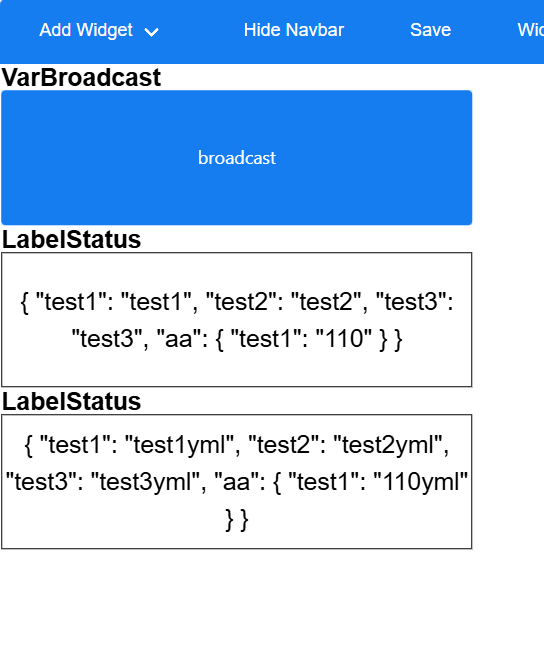 Add Widget Hide Navbar Save
VarBroadcast
broadcast
LabelStatus
{ "test1": "test1", "test2": "test2", "test3":
"test3", "aa": { "test1": "110" } }
LabelStatus
{ "test1": "test1yml", "test2": "test2yml",
"test3": "test3yml", "aa": { "test1": "110yml"
} }